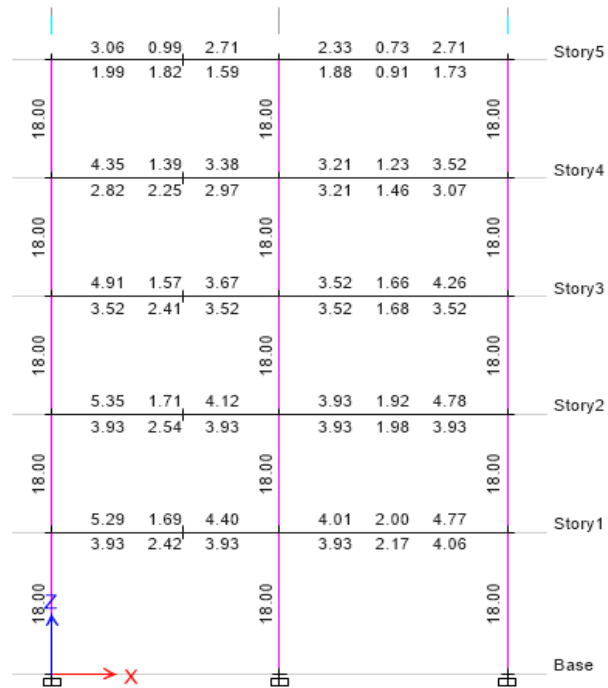 3.06 0.99 2.71 2.33 0.73 2.71 Story5
1.99 1.82 1.59 1.88 0.91 1.73
18.00 18.00 18.00
4.35 1.39 3.38 3.21 1.23 3.52 Story4
2.82 2.25 2.97 3.21 1.46 3.07
18.00 18.00 18.00
4.91 1.57 3.67 3.52 1.66 4.26 Story3
3.52 2.41 3.52 3.52 1.68 3.52
18.00 18.00 18.00
5.35 1.71 4.12 3.93 1.92 4.78 Story2
3.93 2.54 3.93 3.93 1.98 3.93
18.00 18.00 18.00
5.29 1.69 4.40 4.01 2.00 4.77 Story1
3.93 2.42 3.93 3.93 2.17 4.06
18.00 18.00 18.00
Z
X Base